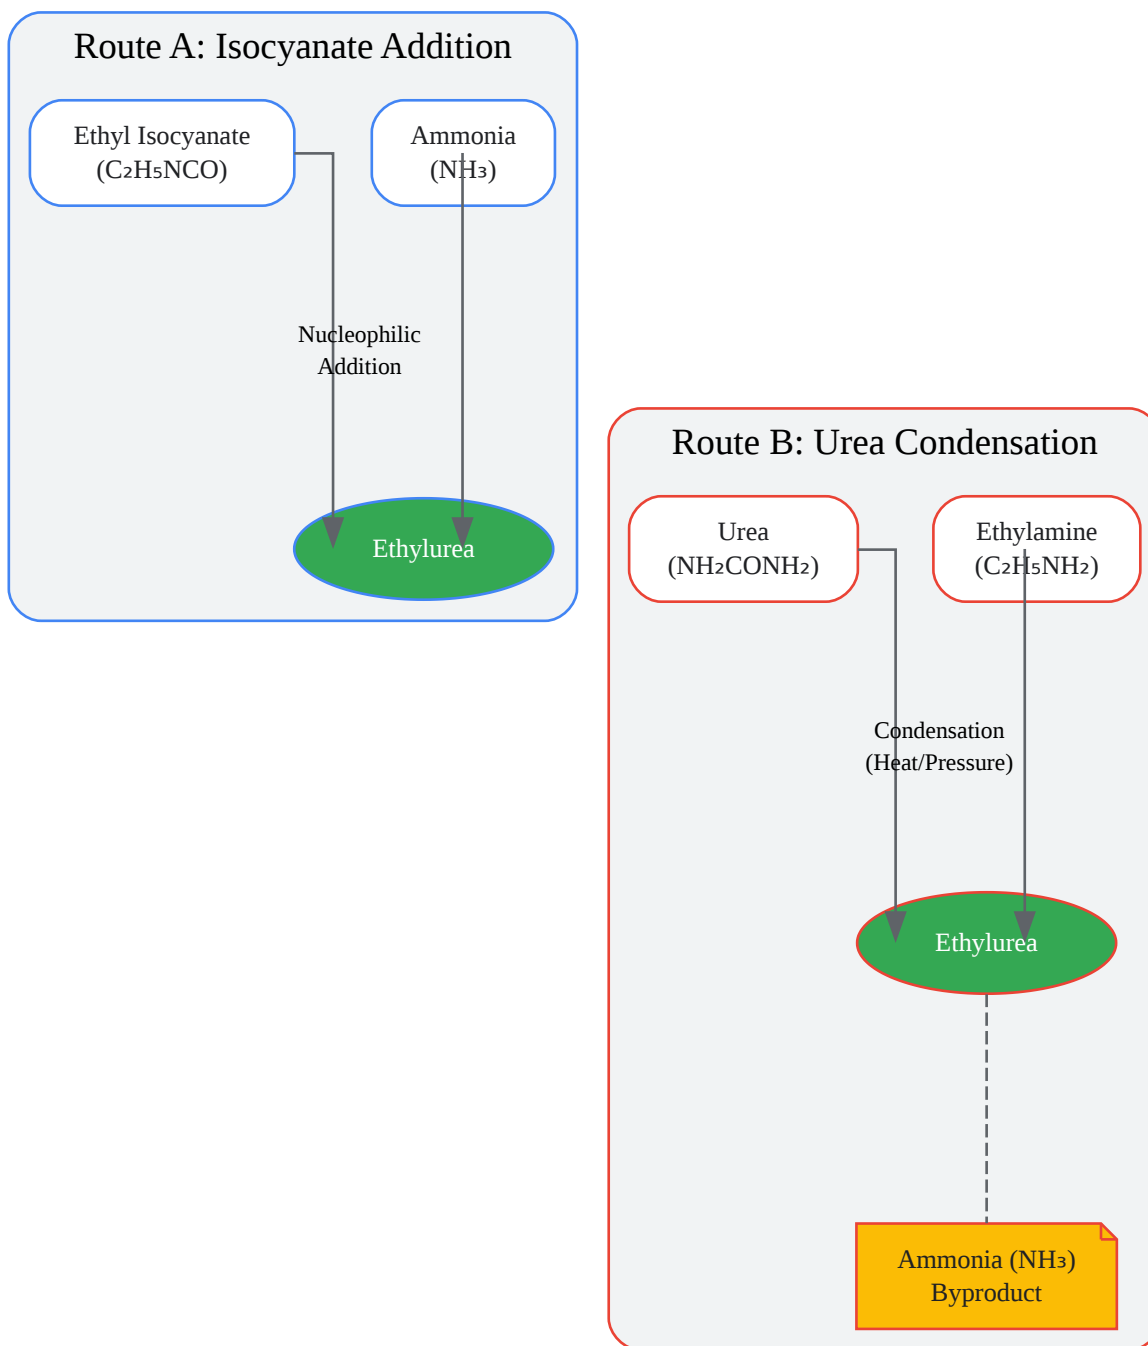 Route A: Isocyanate Addition
Ethyl Isocyanate
(C₂H₅NCO)
Ammonia
(NH₃)
Nucleophilic
Addition
Ethylurea
Route B: Urea Condensation
Urea
(NH₂CONH₂)
Ethylamine
(C₂H₅NH₂)
Condensation
(Heat/Pressure)
Ethylurea
Ammonia (NH₃)
Byproduct